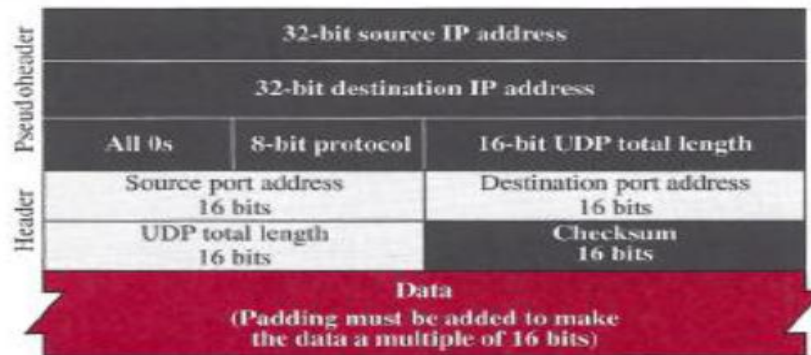 Pseudoheader
32-bit source IP address
32-bit destination IP address
All 0s 8-bit protocol 16-bit UDP total length
Header
Source port address Destination port address
16 bits 16 bits
UDP total length Checksum
16 bits 16 bits
Data
(Padding must be added to make
the data a multiple of 16 bits)